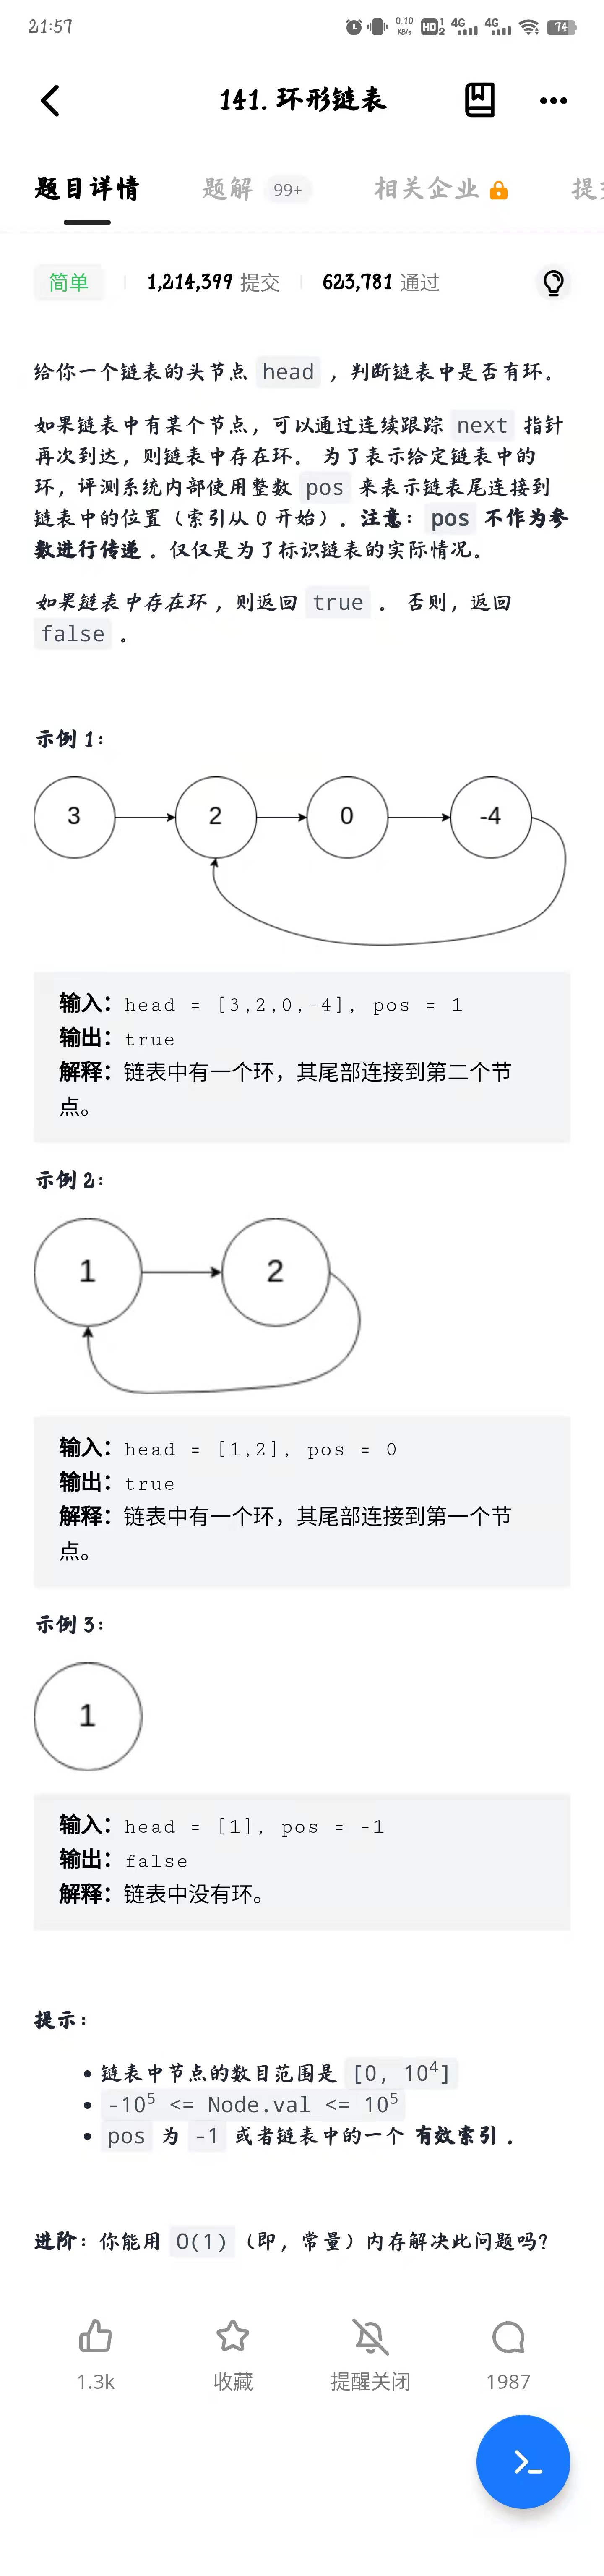 21:57
0.10 KB/s HD 1 2 4G 4G 74
141. 环形链表
题目详情 题解 99+ 相关企业
简单 1,214,399 提交 623,781 通过
给你一个链表的头节点 head ，判断链表中是否有环。
如果链表中有某个节点，可以通过连续跟踪 next 指针
再次到达，则链表中存在环。 为了表示给定链表中的
环，评测系统内部使用整数 pos 来表示链表尾连接到
链表中的位置（索引从 0 开始）。注意：pos 不作为参
数进行传递 。仅仅是为了标识链表的实际情况。
如果链表中存在环 ，则返回 true 。 否则，返回
false 。
示例 1：
3 2 0 -4
输入：head = [3,2,0,-4], pos = 1
输出：true
解释：链表中有一个环，其尾部连接到第二个节
点。
示例 2：
1 2
输入：head = [1,2], pos = 0
输出：true
解释：链表中有一个环，其尾部连接到第一个节
点。
示例 3：
1
输入：head = [1], pos = -1
输出：false
解释：链表中没有环。
提示：
• 链表中节点的数目范围是 [0, 10⁴]
• -10⁵ <= Node.val <= 10⁵
• pos 为 -1 或者链表中的一个 有效索引 。
进阶：你能用 O(1)（即，常量）内存解决此问题吗？
1.3k 收藏 提醒关闭 1987